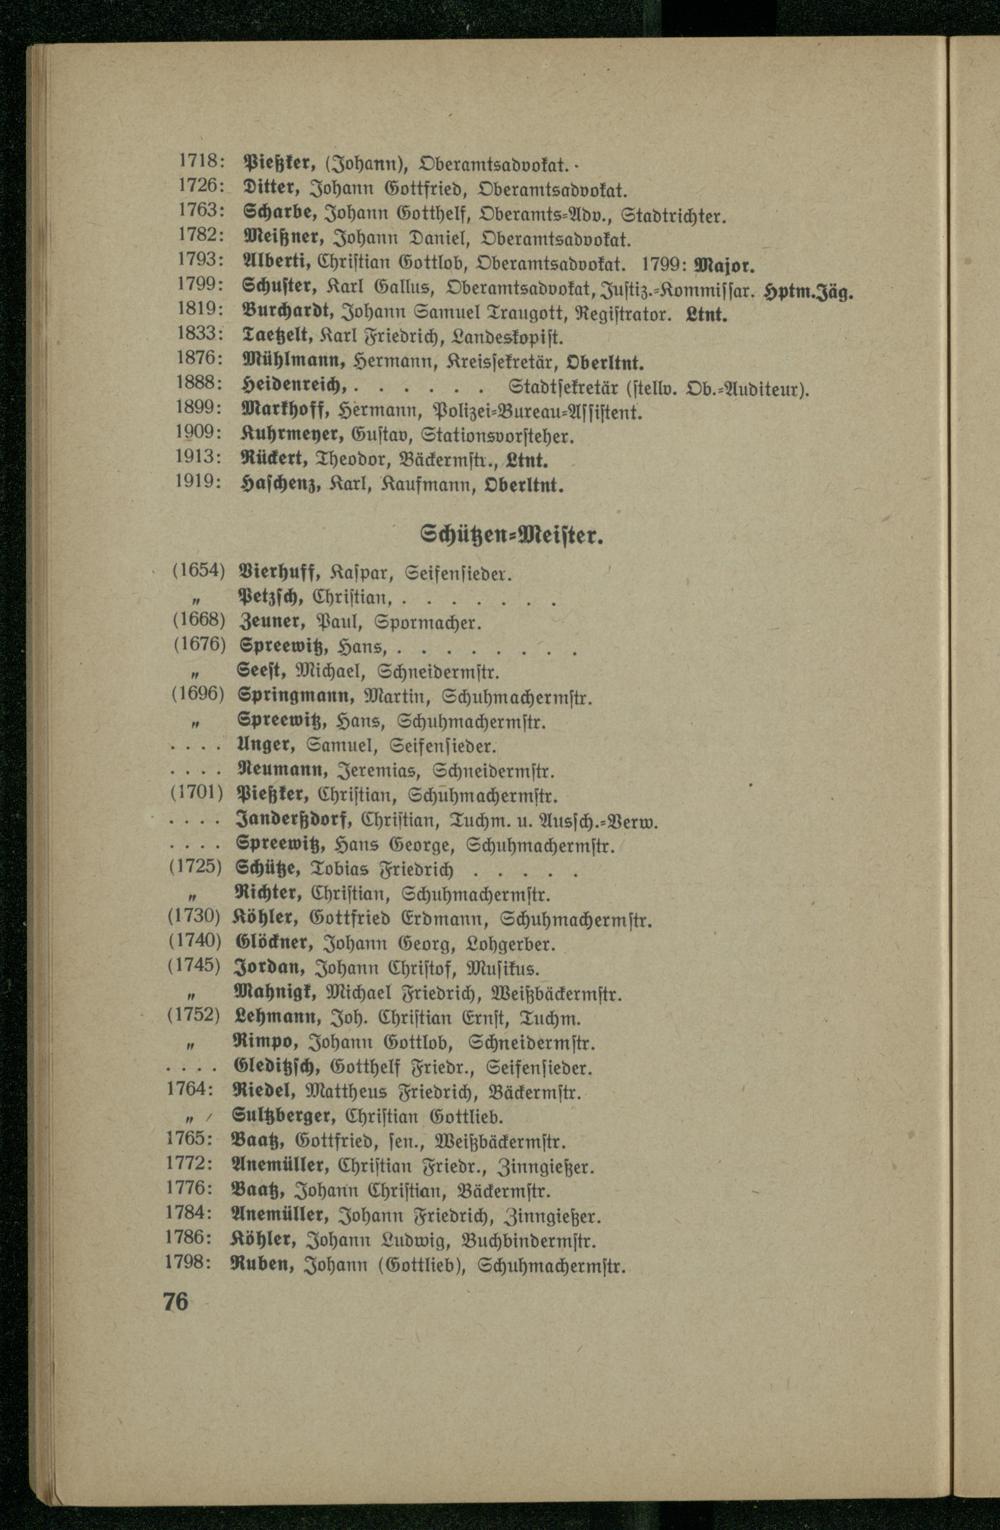 1718: Pießker, (Johann), Oberamtsadvokat.
1726: Ditter, Johann Gottfried, Oberamtsadvokat.
1763: Scharbe, Johann Gotthelf, Oberamts-Adv., Stadtrichter.
1782: Meißner, Johann Daniel, Oberamtsadvokat.
1793: Alberti, Christian Gottlob, Oberamtsadvokat. 1799: Major.
1799: Schuster, Karl Gallus, Oberamtsadvokat, Justiz.-Kommissar. Hptm.Jäg.
1819: Burchardt, Johann Samuel Traugott, Registrator. Ltnt.
1833: Taetzelt, Karl Friedrich, Landeskopist.
1876: Mühlmann, Hermann, Kreissekretär, Oberltnt.
1888: Heidenreich, . . . . . . Stadtsekretär (stellv. Ob.-Auditeur).
1899: Markhoff, Hermann, Polizei-Bureau-Assistent.
1909: Kuhrmeyer, Gustav, Stationsvorsteher.
1913: Rückert, Theodor, Bäckermstr., Ltnt.
1919: Haschenz, Karl, Kaufmann, Oberltnt.
Schützen-Meister.
(1654) Vierhuff, Kaspar, Seifensieder.
„ Petzsch, Christian, . . . . . . .
(1668) Zeuner, Paul, Spormacher.
(1676) Spreewitz, Hans, . . . . . . . .
„ Seest, Michael, Schneidermstr.
(1696) Springmann, Martin, Schuhmachermstr.
„ Spreewitz, Hans, Schuhmachermstr.
. . . . Unger, Samuel, Seifensieder.
. . . . Neumann, Jeremias, Schneidermstr.
(1701) Pießker, Christian, Schuhmachermstr.
. . . . Janderßdorf, Christian, Tuchm. u. Aussch.-Verw.
. . . . Spreewitz, Hans George, Schuhmachermstr.
(1725) Schütze, Tobias Friedrich . . . . .
„ Richter, Christian, Schuhmachermstr.
(1730) Köhler, Gottfried Erdmann, Schuhmachermstr.
(1740) Glöckner, Johann Georg, Lohgerber.
(1745) Jordan, Johann Christof, Musikus.
„ Mahnigk, Michael Friedrich, Weißbäckermstr.
(1752) Lehmann, Joh. Christian Ernst, Tuchm.
„ Rimpo, Johann Gottlob, Schneidermstr.
. . . . Gleditzsch, Gotthelf Friedr., Seifensieder.
1764: Riedel, Mattheus Friedrich, Bäckermstr.
„ Sultzberger, Christian Gottlieb.
1765: Baatz, Gottfried, sen., Weißbäckermstr.
1772: Anemüller, Christian Friedr., Zinngießer.
1776: Baatz, Johann Christian, Bäckermstr.
1784: Anemüller, Johann Friedrich, Zinngießer.
1786: Köhler, Johann Ludwig, Buchbindermstr.
1798: Ruben, Johann (Gottlieb), Schuhmachermstr.
76